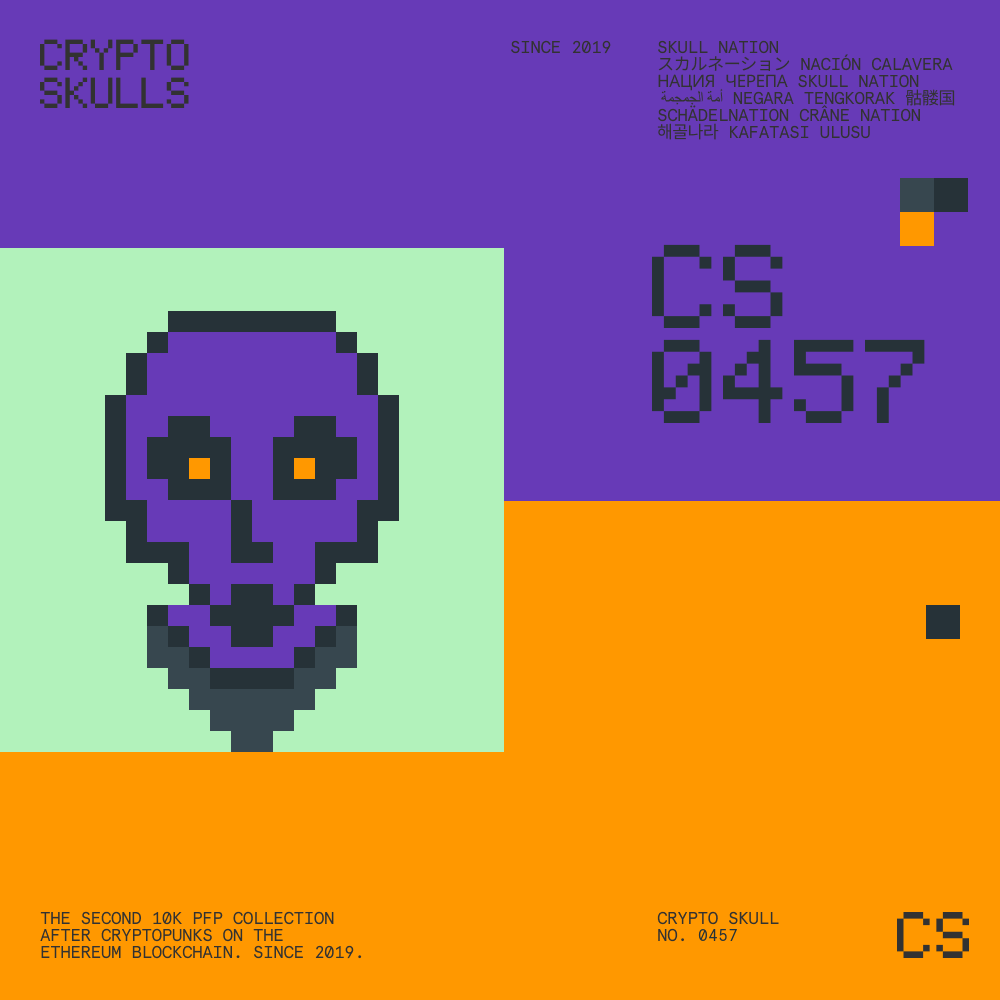 CRYPTO
SKULLS
SINCE 2019
SKULL NATION
スカルネーション NACIÓN CALAVERA
НАЦИЯ ЧЕРЕПА SKULL NATION
أمة الجمجمة NEGARA TENGKORAK 骷髅国
SCHÄDELNATION CRÂNE NATION
해골나라 KAFATASI ULUSU
CS
0457
THE SECOND 10K PFP COLLECTION
AFTER CRYPTOPUNKS ON THE
ETHEREUM BLOCKCHAIN. SINCE 2019.
CRYPTO SKULL
NO. 0457
CS